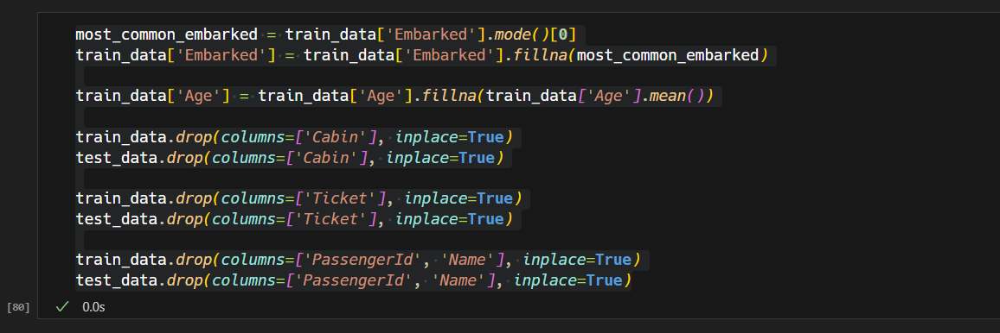 most_common_embarked = train_data['Embarked'].mode()[0]
train_data['Embarked'] = train_data['Embarked'].fillna(most_common_embarked)
train_data['Age'] = train_data['Age'].fillna(train_data['Age'].mean())
train_data.drop(columns=['Cabin'], inplace=True)
test_data.drop(columns=['Cabin'], inplace=True)
train_data.drop(columns=['Ticket'], inplace=True)
test_data.drop(columns=['Ticket'], inplace=True)
train_data.drop(columns=['PassengerId', 'Name'], inplace=True)
test_data.drop(columns=['PassengerId', 'Name'], inplace=True)
[80] ✓ 0.0s